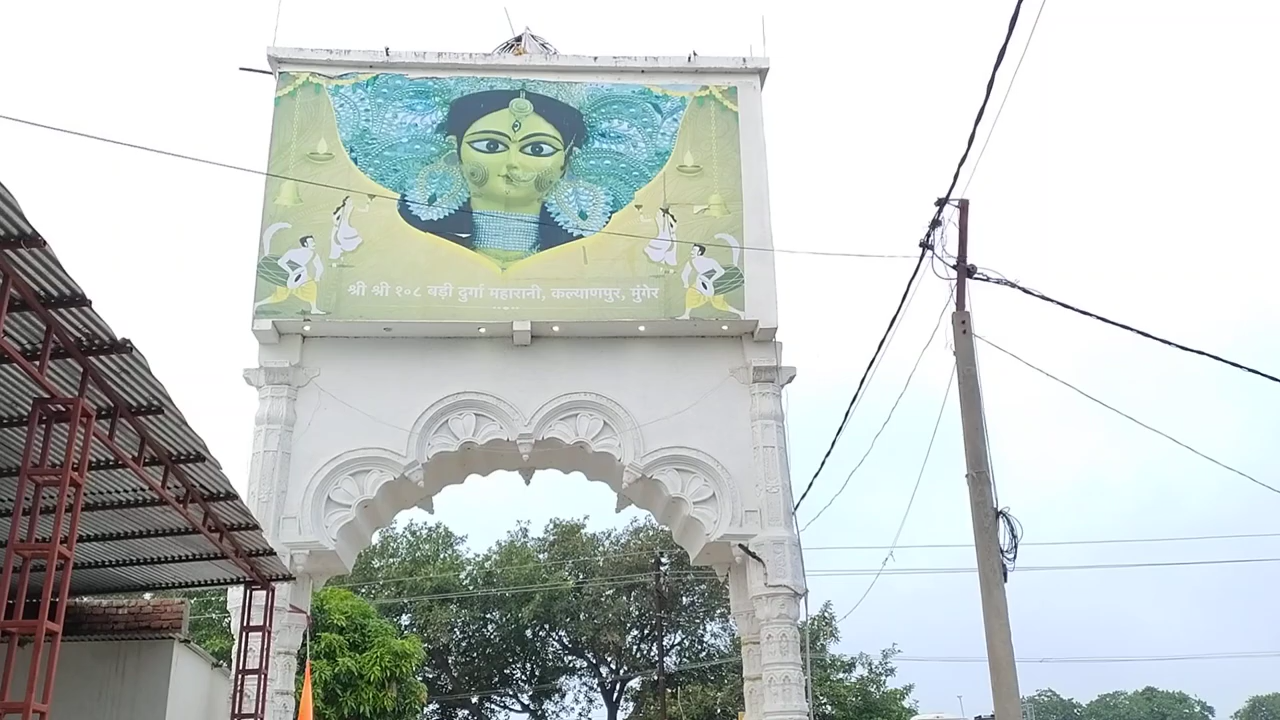 श्री श्री १०८ बड़ी दुर्गा महारानी, कल्याणपुर, मुंगेर